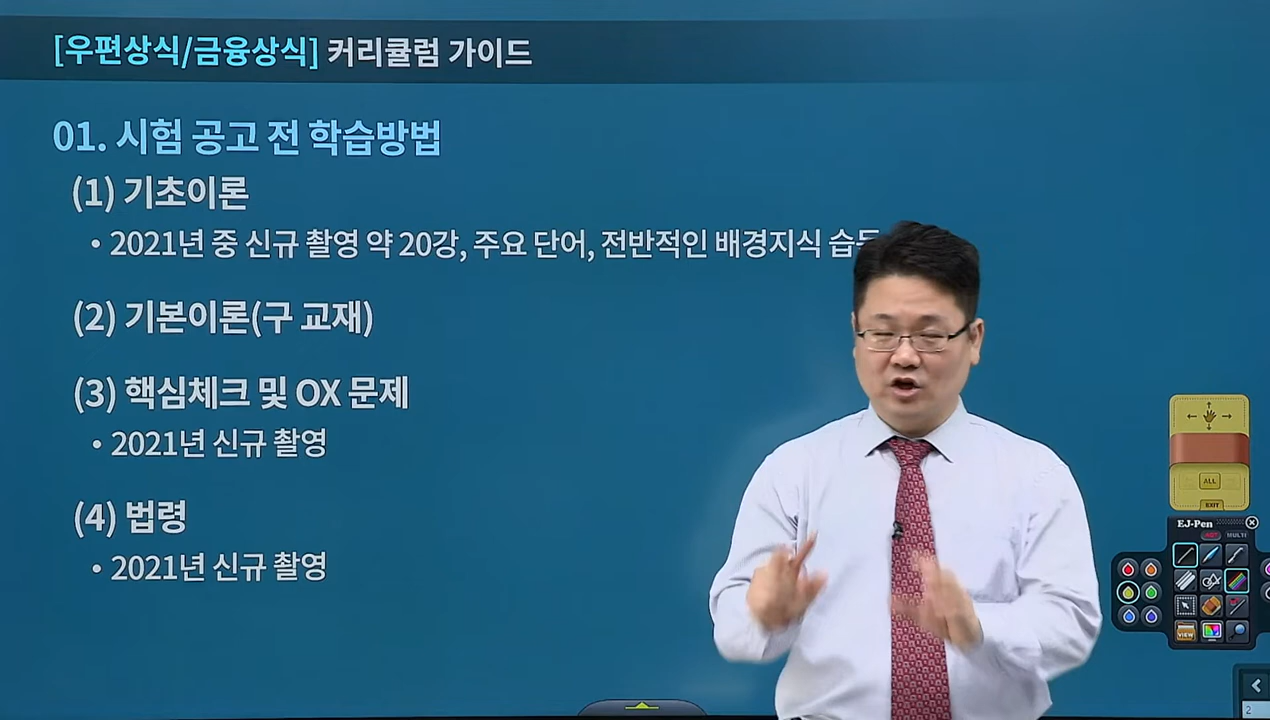 [우편상식/금융상식] 커리큘럼 가이드
01. 시험 공고 전 학습방법
(1) 기초이론
• 2021년 중 신규 촬영 약 20강, 주요 단어, 전반적인 배경지식
(2) 기본이론(구 교재)
(3) 핵심체크 및 OX 문제
• 2021년 신규 촬영
(4) 법령
• 2021년 신규 촬영
ALL
EXIT
EJ-Pen
MULTI
VIEW
2